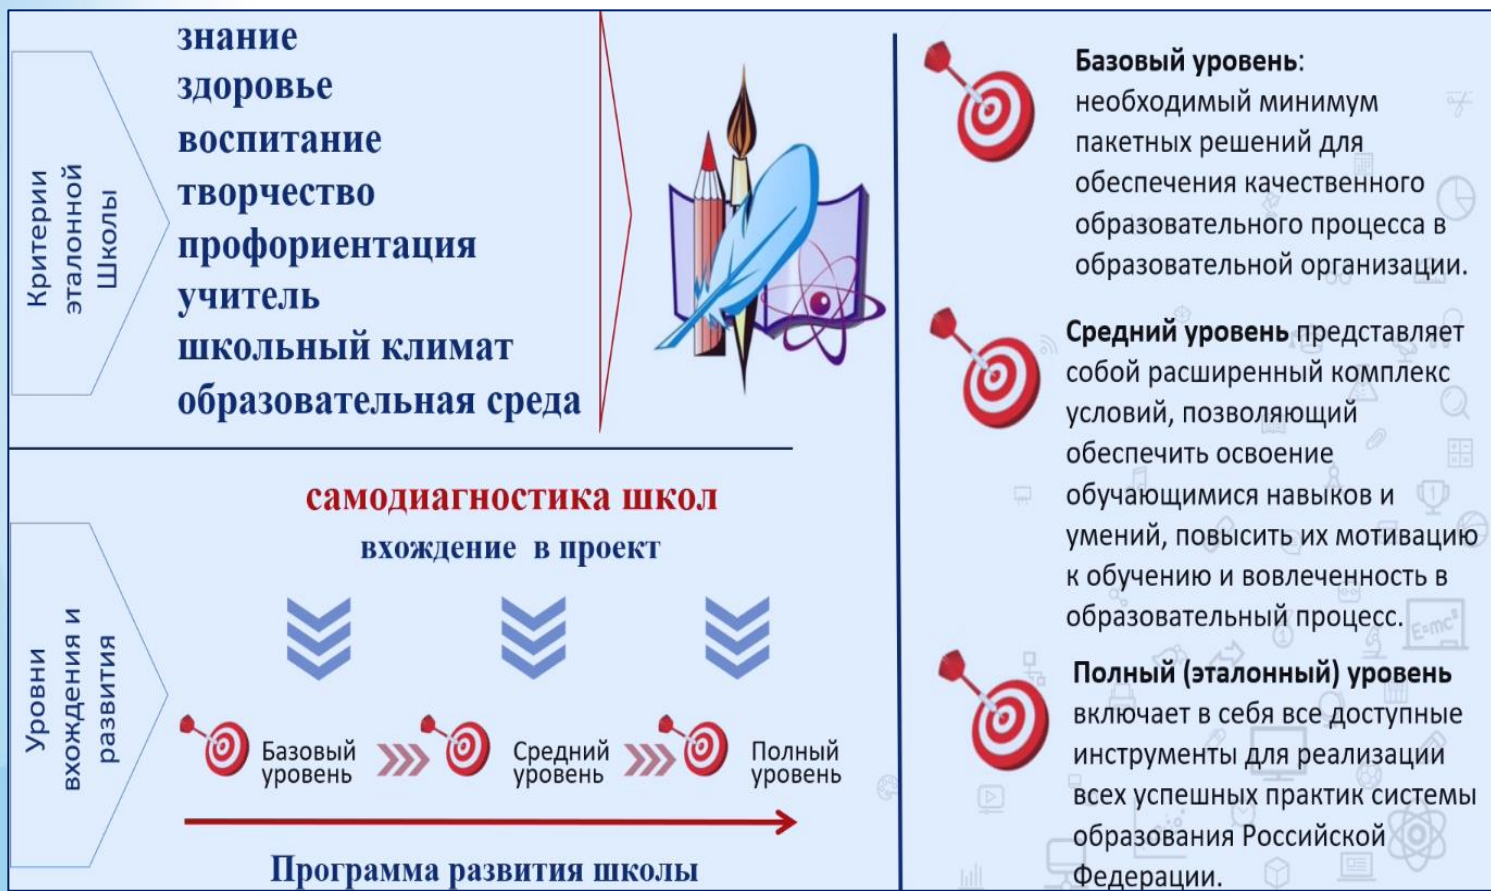 Критерии
эталонной
Школы
знание
здоровье
воспитание
творчество
профориентация
учитель
школьный климат
образовательная среда
Уровни
вхождения и
развития
самодиагностика школ
вхождение в проект
Базовый
уровень
Средний
уровень
Полный
уровень
Программа развития школы
Базовый уровень:
необходимый минимум
пакетных решений для
обеспечения качественного
образовательного процесса в
образовательной организации.
Средний уровень представляет
собой расширенный комплекс
условий, позволяющий
обеспечить освоение
обучающимися навыков и
умений, повысить их мотивацию
к обучению и вовлеченность в
образовательный процесс.
E=mc²
Полный (эталонный) уровень
включает в себя все доступные
инструменты для реализации
всех успешных практик системы
образования Российской
Федерации.